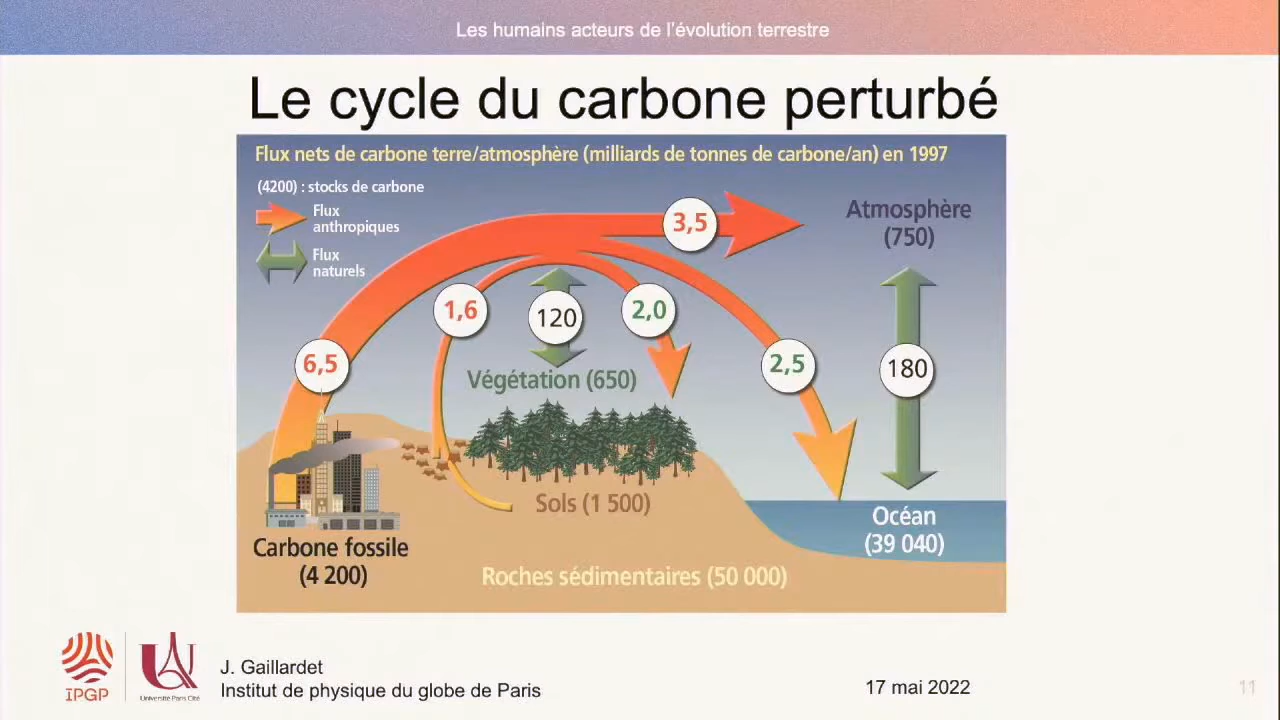 Les humains acteurs de l'évolution terrestre
Le cycle du carbone perturbé
Flux nets de carbone terre/atmosphère (milliards de tonnes de carbone/an) en 1997
(4200) : stocks de carbone
Flux
anthropiques
Flux
naturels
3,5
Atmosphère
(750)
1,6
120
2,0
6,5
2,5
180
Végétation (650)
Sols (1 500)
Océan
(39 040)
Carbone fossile
(4 200)
Roches sédimentaires (50 000)
IPGP
Université Paris Cité
J. Gaillardet
Institut de physique du globe de Paris
17 mai 2022
11